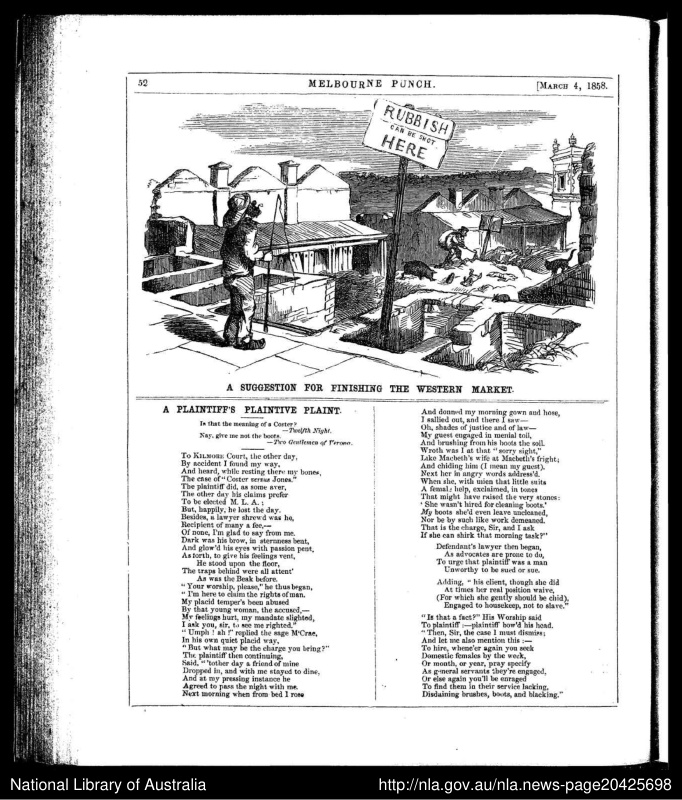 52
MELBOURNE PUNCH.
[MARCH 4, 1858.
RUBBISH
CAN BE SHOT
HERE
A SUGGESTION FOR FINISHING THE WESTERN MARKET.
A PLAINTIFF'S PLAINTIVE PLAINT.
Is that the meaning of a Coster?
—Twelfth Night.
Nay, give me not the boots.
—Two Gentlemen of Verona.
To KILMORE Court, the other day,
By accident I found my way,
And heard, while resting there my bones,
The case of "Coster versus Jones."
The plaintiff did, as some aver,
The other day his claims prefer
To be elected M. L. A. ;
But, happily, he lost the day.
Besides, a lawyer shrewd was he,
Recipient of many a fee,—
Of none, I'm glad to say from me.
Dark was his brow, in sternness bent,
And glow'd his eyes with passion pent,
As forth, to give his feelings vent,
He stood upon the floor,
The traps behind were all attent'
As was the Beak before.
"Your worship, please," he thus began,
"I'm here to claim the rights of man.
My placid temper's been abused
By that young woman, the accused,—
My feelings hurt, my mandate slighted,
I ask you, sir, to see me righted."
"Umph! ah!" replied the sage M'Crae,
In his own quiet placid way,
"But what may be the charge you bring?"
The plaintiff then continuing,
Said, "'tother day a friend of mine
Dropped in, and with me stayed to dine,
And at my pressing instance he
Agreed to pass the night with me.
Next morning when from bed I rose
And donned my morning gown and hose,
I sallied out, and there I saw—
Oh, shades of justice and of law—
My guest engaged in menial toil,
And brushing from his boots the soil.
Wroth was I at that "sorry sight,"
Like Macbeth's wife at Macbeth's fright;
And chiding him (I mean my guest),
Next her in angry words address'd.
When she, with mien that little suits
A female help, exclaimed, in tones
That might have raised the very stones:
'She wasn't hired for cleaning boots.'
My boots she'd even leave uncleaned,
Nor be by such like work demeaned.
That is the charge, Sir, and I ask
If she can shirk that morning task?"
Defendant's lawyer then began,
As advocates are prone to do,
To urge that plaintiff was a man
Unworthy to be sued or sue.
Adding, "his client, though she did
At times her real position waive,
(For which she gently should be chid),
Engaged to housekeep, not to slave."
"Is that a fact?" His Worship said
To plaintiff ;—plaintiff bow'd his head.
"Then, Sir, the case I must dismiss;
And let me also mention this :—
To hire, whene'er again you seek
Domestic females by the week,
Or month, or year, pray specify
As general servants they're engaged,
Or else again you'll be enraged
To find them in their service lacking,
Disdaining brushes, boots, and blacking."
National Library of Australia
http://nla.gov.au/nla.news-page20425698